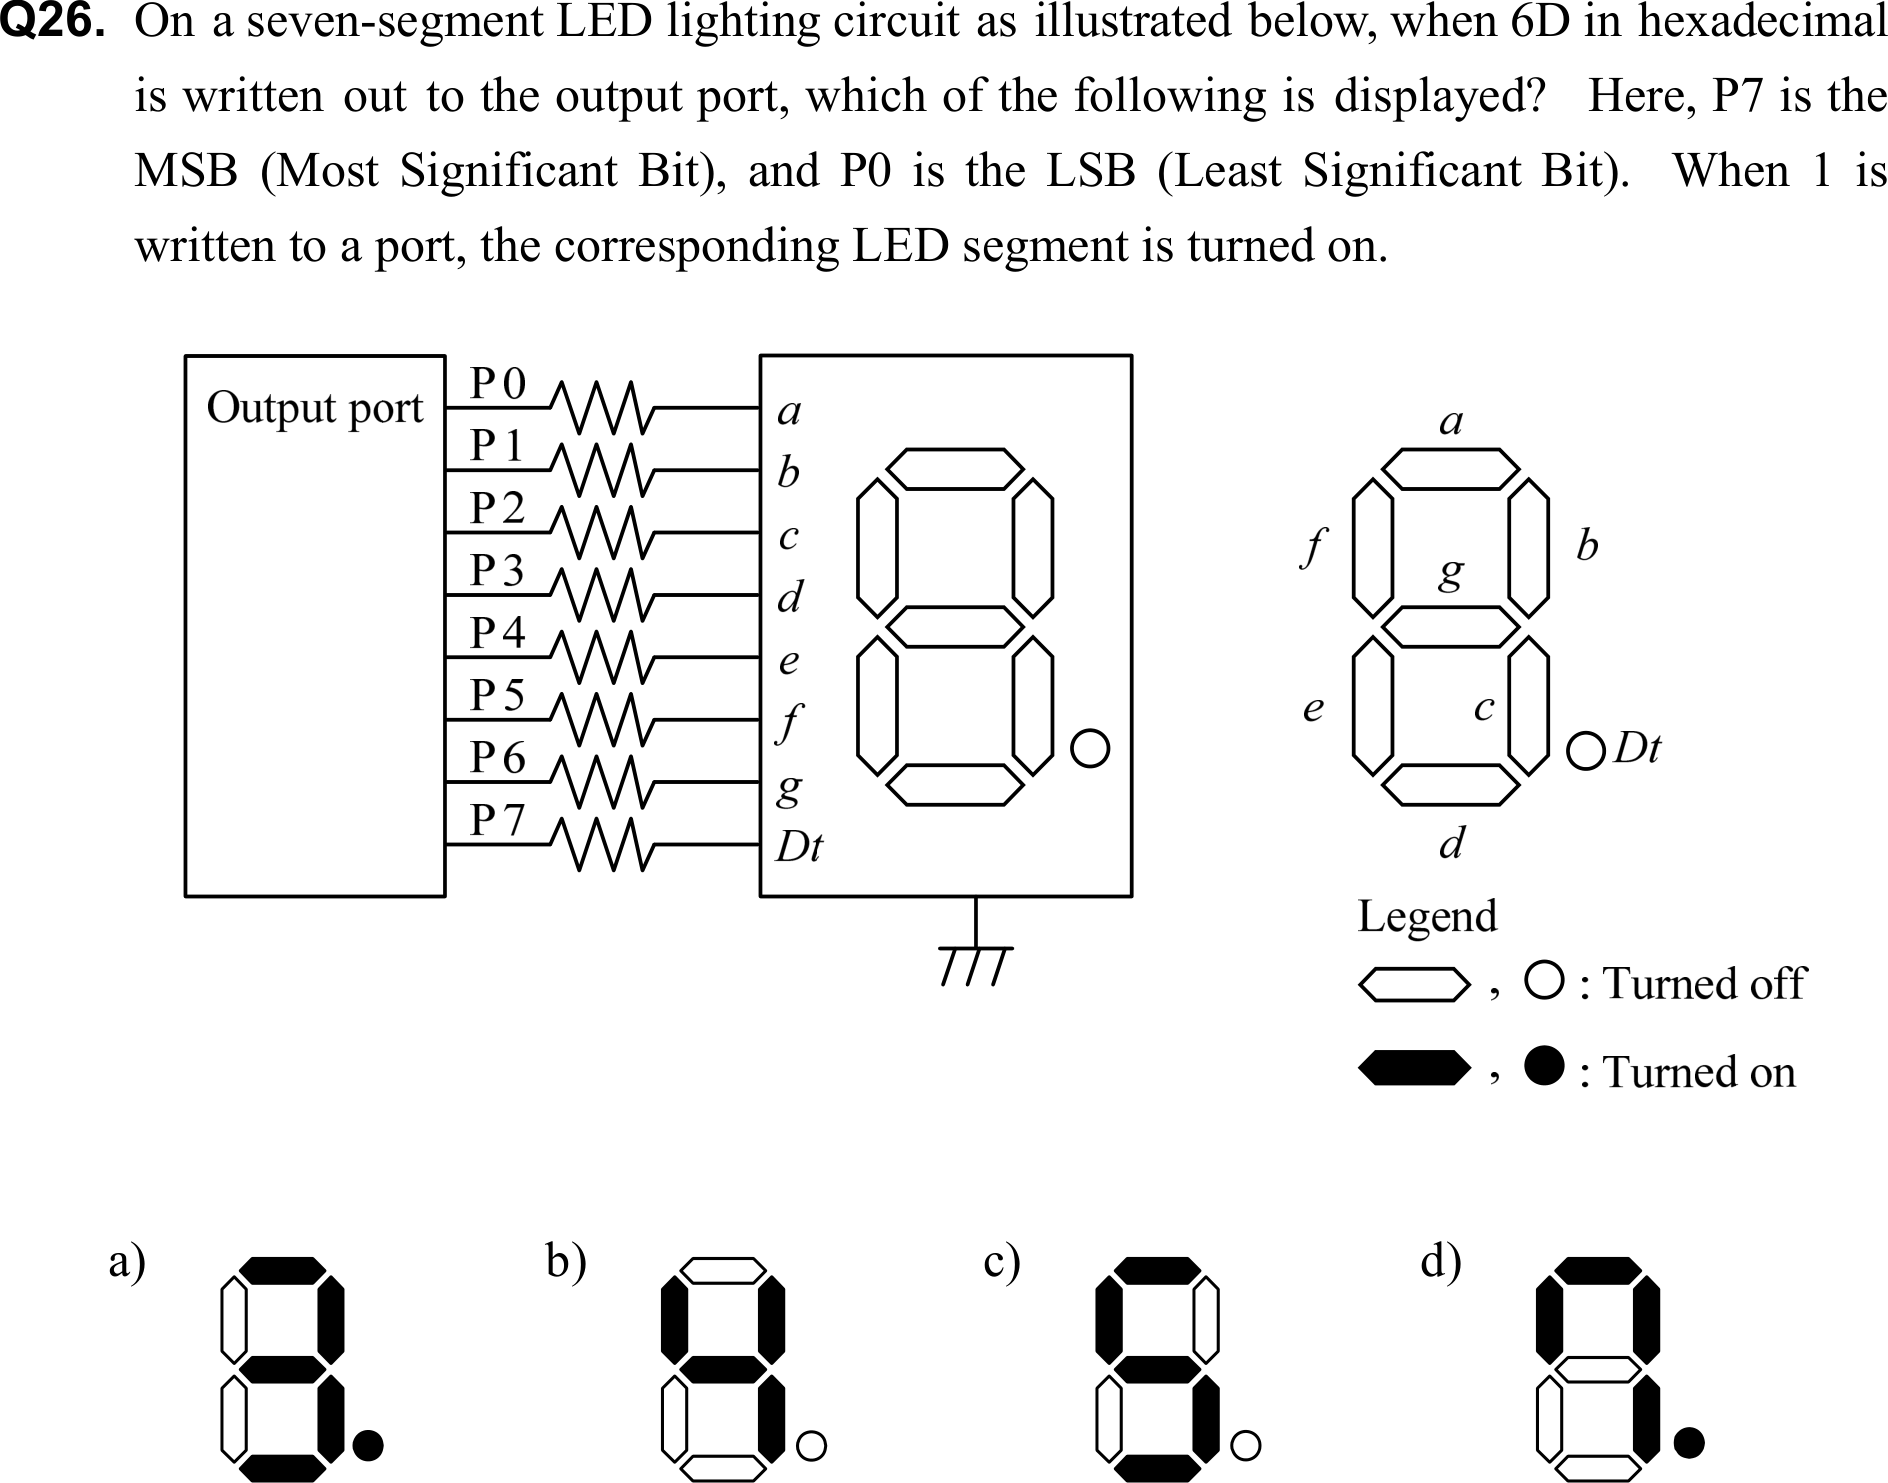 Q26. On a seven-segment LED lighting circuit as illustrated below, when 6D in hexadecimal
is written out to the output port, which of the following is displayed? Here, P7 is the
MSB (Most Significant Bit), and P0 is the LSB (Least Significant Bit). When 1 is
written to a port, the corresponding LED segment is turned on.
Output port
P0
P1
P2
P3
P4
P5
P6
P7
a
b
c
d
e
f
g
Dt
a
f
b
g
e
c
Dt
d
Legend
, : Turned off
, : Turned on
a) b) c) d)